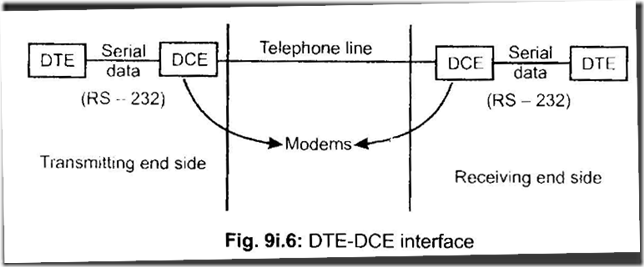 DTE Serial data DCE Telephone line DCE Serial data DTE
(RS - 232) (RS - 232)
Modems
Transmitting end side
Receiving end side
Fig. 9i.6: DTE-DCE interface